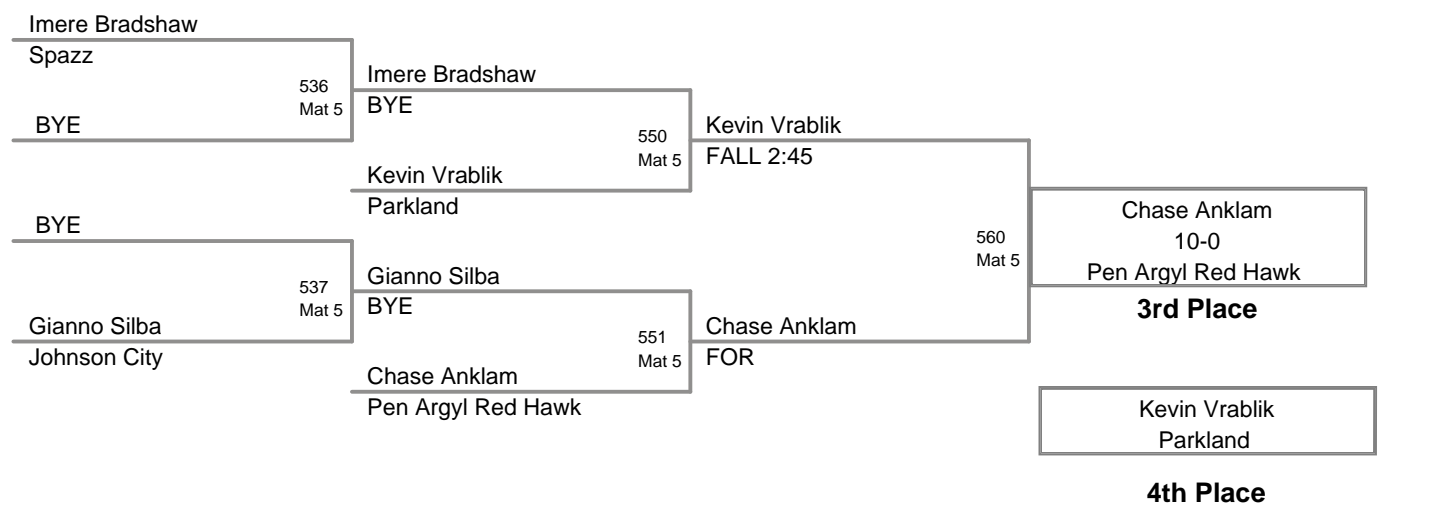 Imere Bradshaw
Spazz
536
Mat 5
BYE
Imere Bradshaw
BYE
550
Mat 5
Kevin Vrablik
Parkland
Kevin Vrablik
FALL 2:45
BYE
537
Mat 5
Gianno Silba
Johnson City
Gianno Silba
BYE
551
Mat 5
Chase Anklam
Pen Argyl Red Hawk
Chase Anklam
FOR
560
Mat 5
Chase Anklam
10-0
Pen Argyl Red Hawk
3rd Place
Kevin Vrablik
Parkland
4th Place